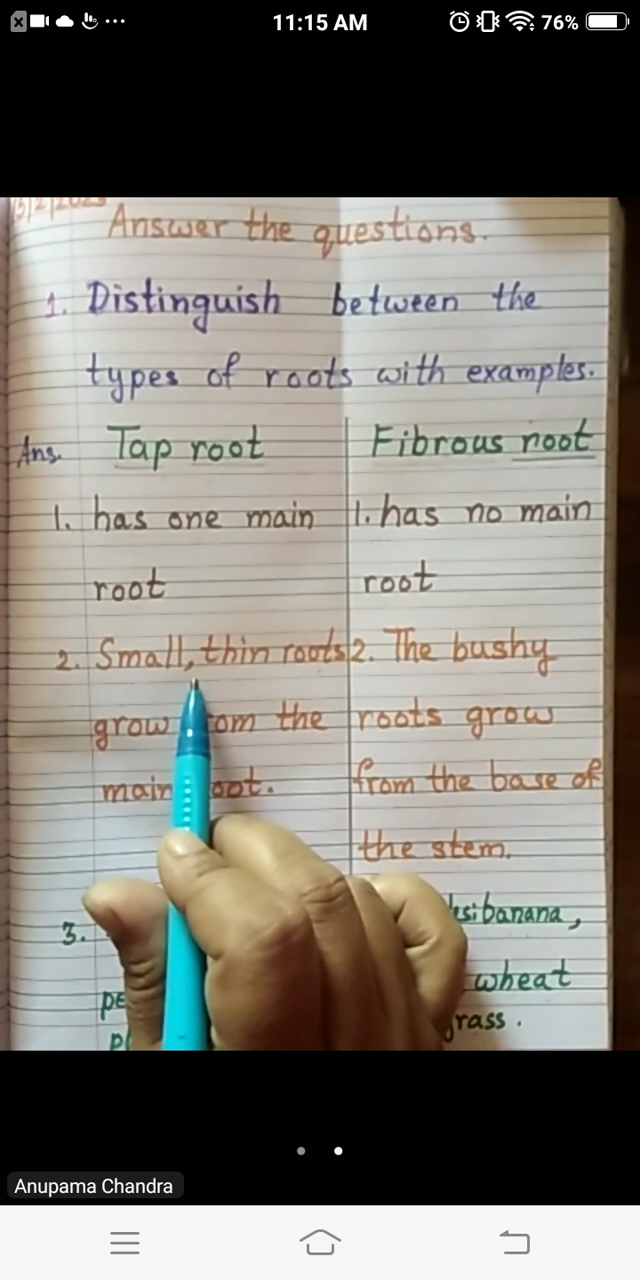 11:15 AM 76%
Answer the questions.
1. Distinguish between the
types of roots with examples.
Ans. Tap root Fibrous root
1. has one main 1. has no main
root root
2. Small, thin roots 2. The bushy
grow the roots grow
main from the base of
the stem.
3. banana,
wheat
Anupama Chandra